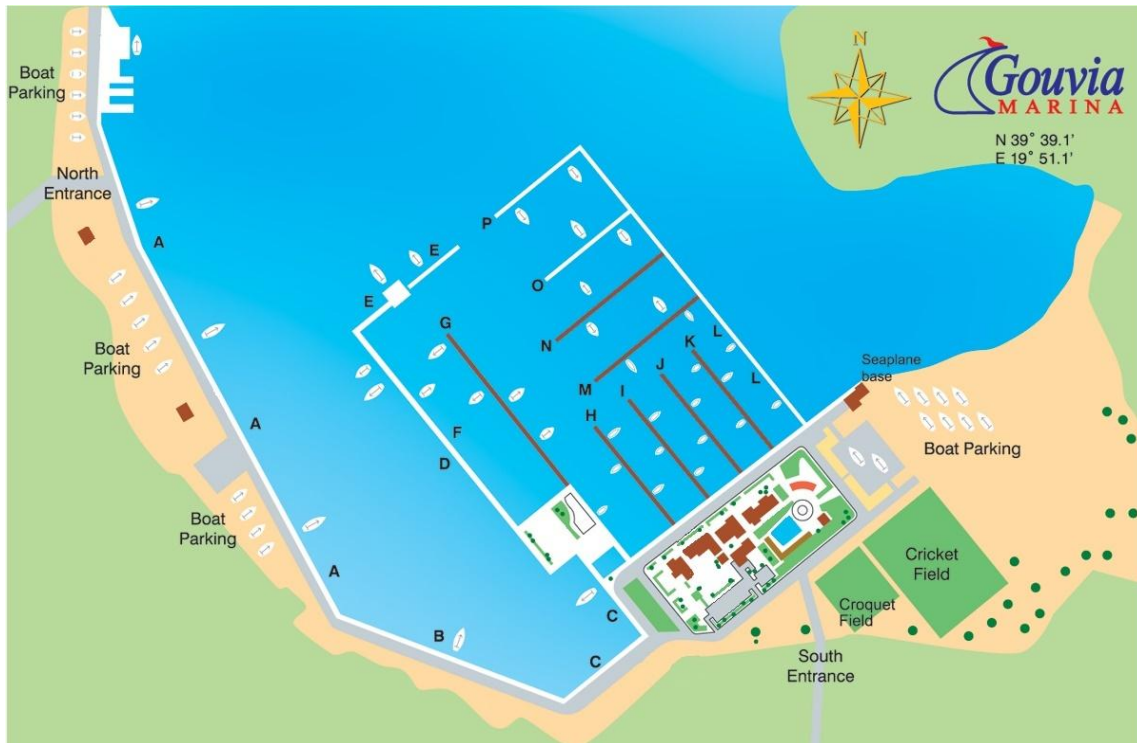 N
Gouvia
MARINA
N 39° 39.1'
E 19° 51.1'
Boat
Parking
North
Entrance
A
P
E
E
O
G
N
L
K
Boat
Parking
Seaplane
base
J
L
M
I
H
A
F
Boat Parking
D
Boat
Parking
Cricket
Field
A
Croquet
Field
C
B
C
South
Entrance